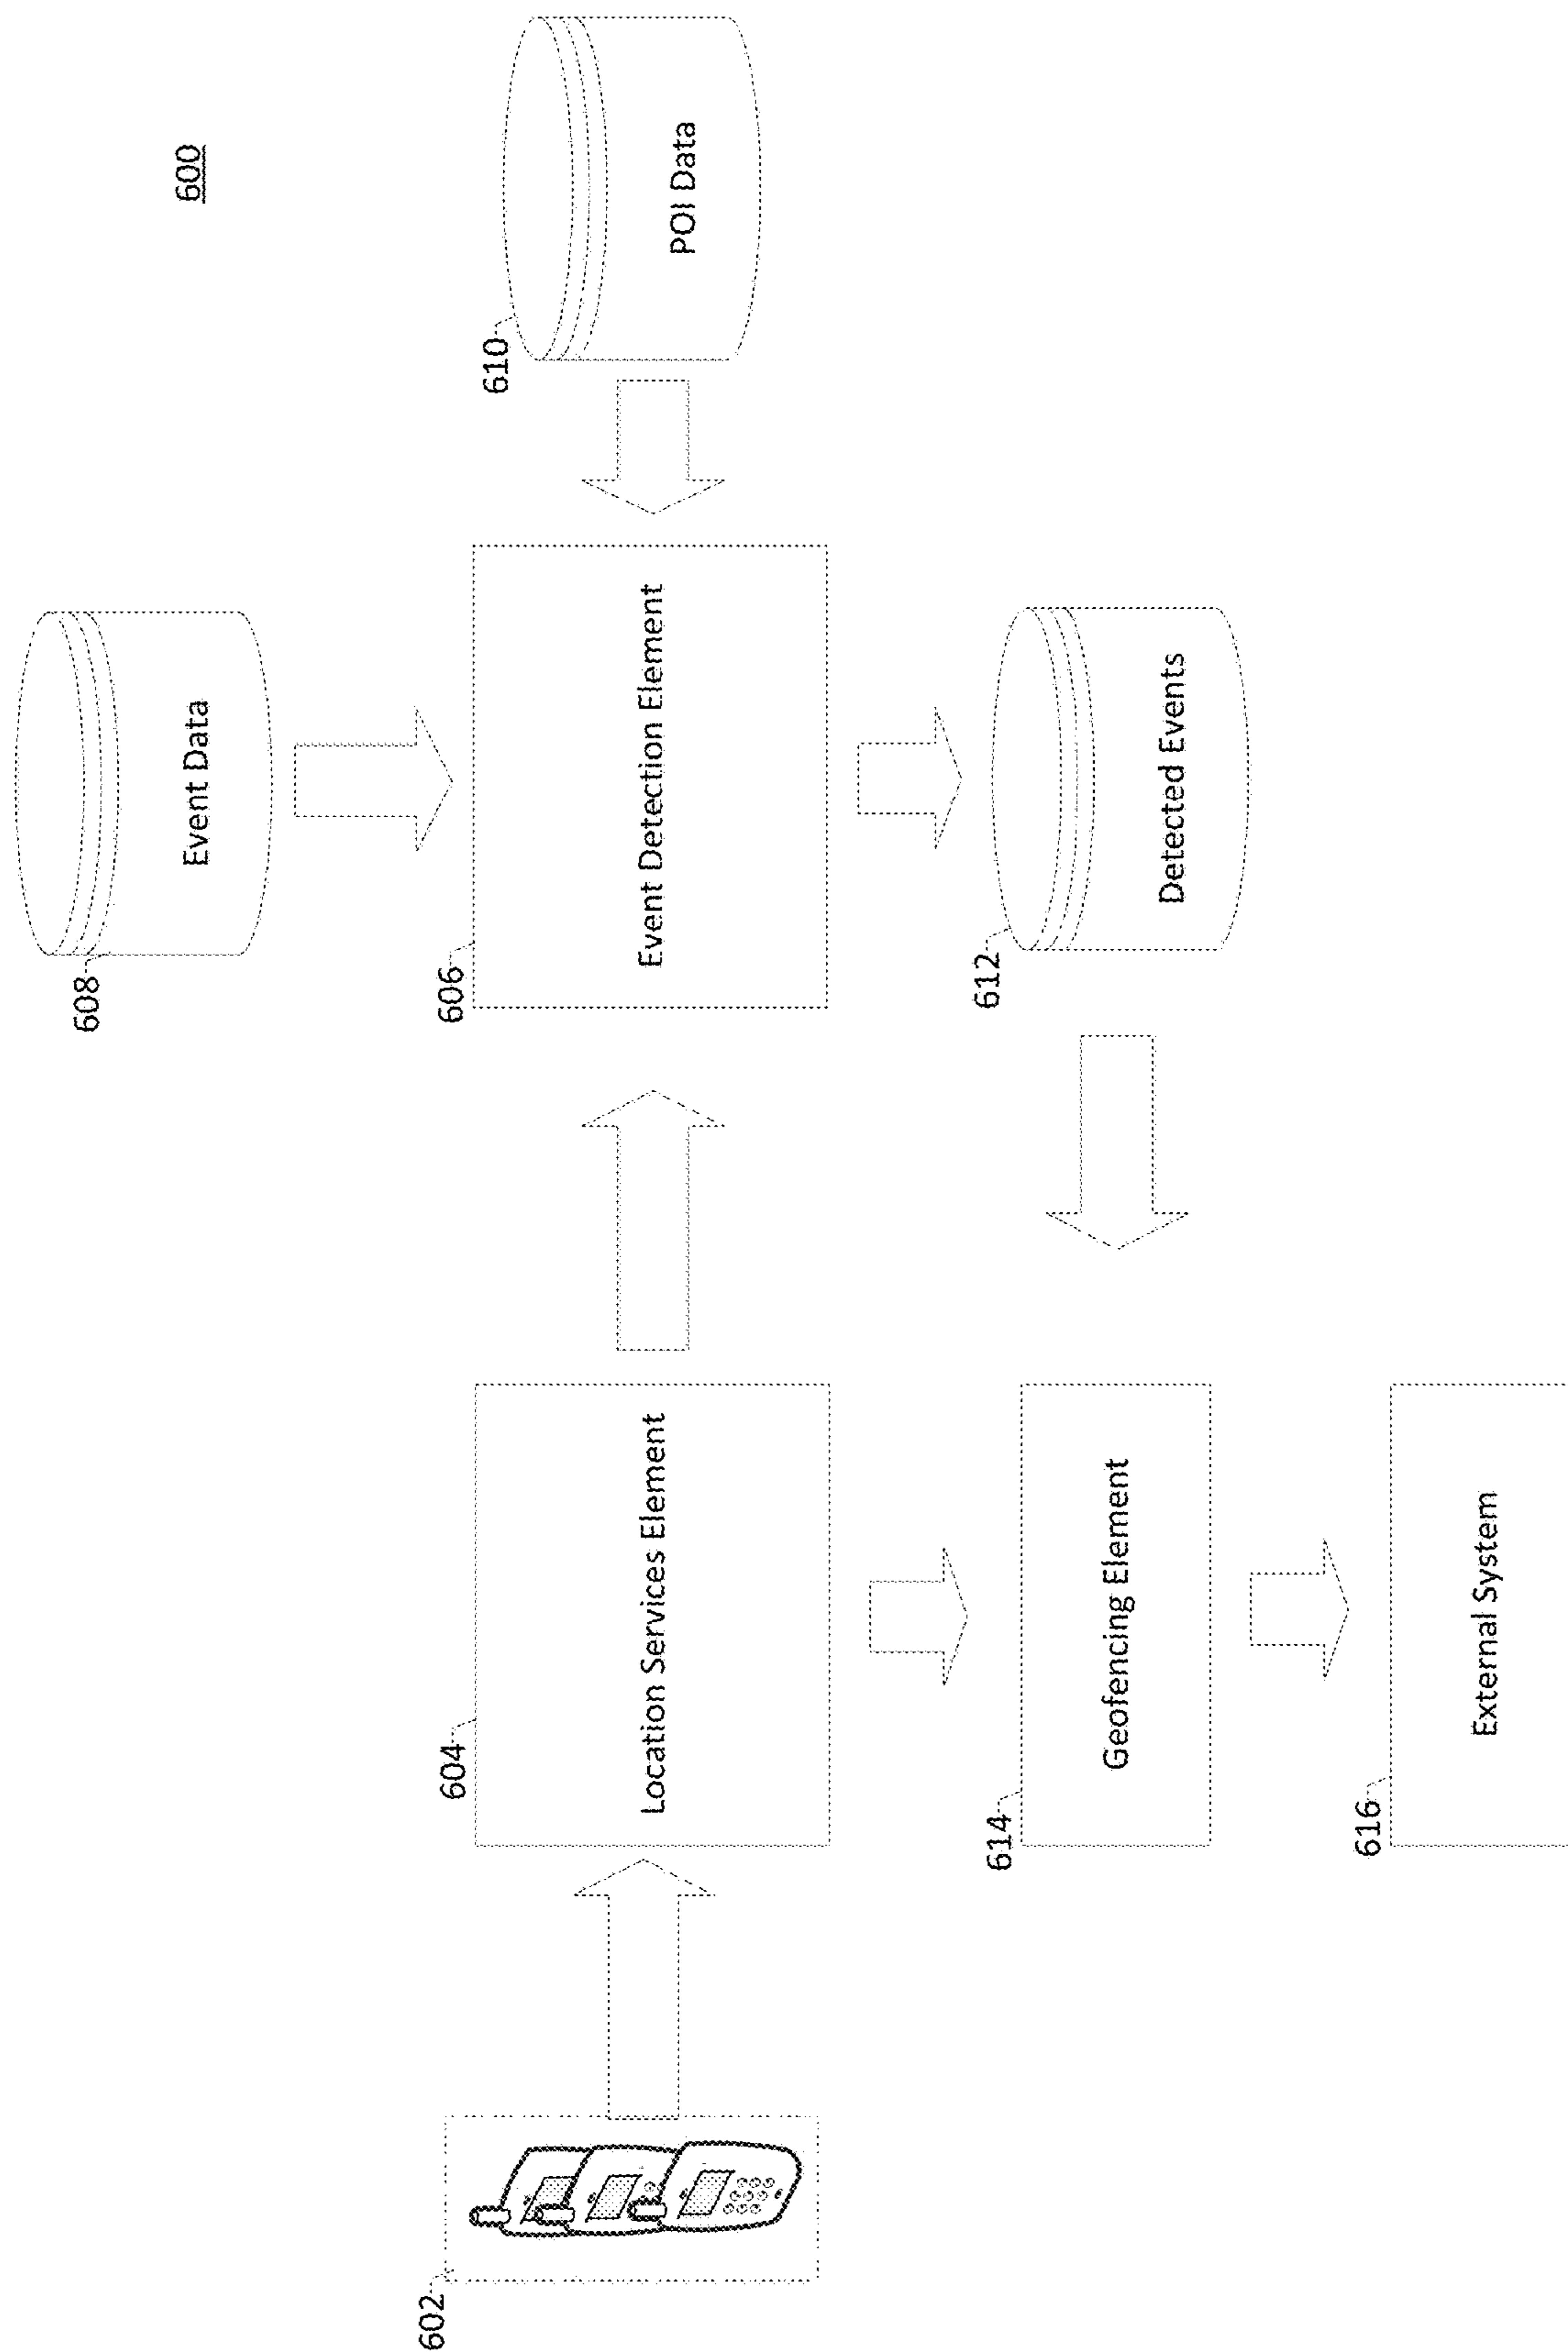 600
608
Event Data
610
POI Data
606
Event Detection Element
604
Location Services Element
602
612
Detected Events
614
Geofencing Element
616
External System